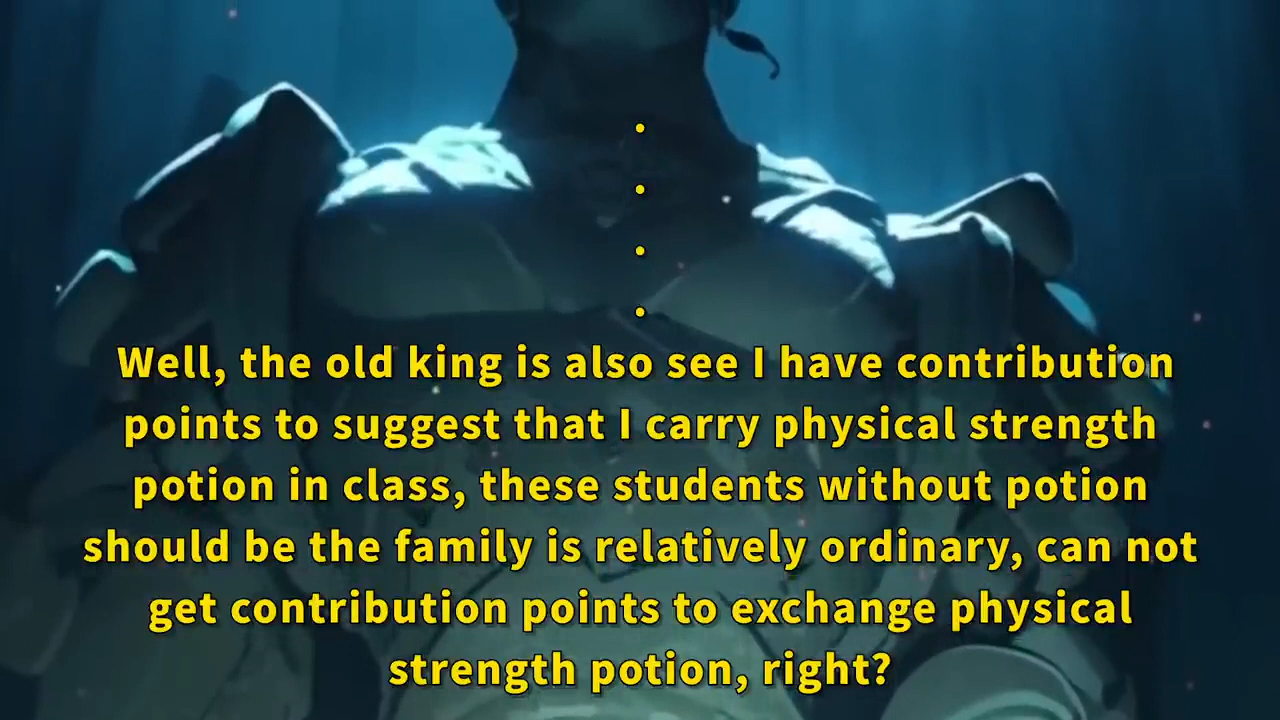 .
.
.
.
Well, the old king is also see I have contribution
points to suggest that I carry physical strength
potion in class, these students without potion
should be the family is relatively ordinary, can not
get contribution points to exchange physical
strength potion, right?